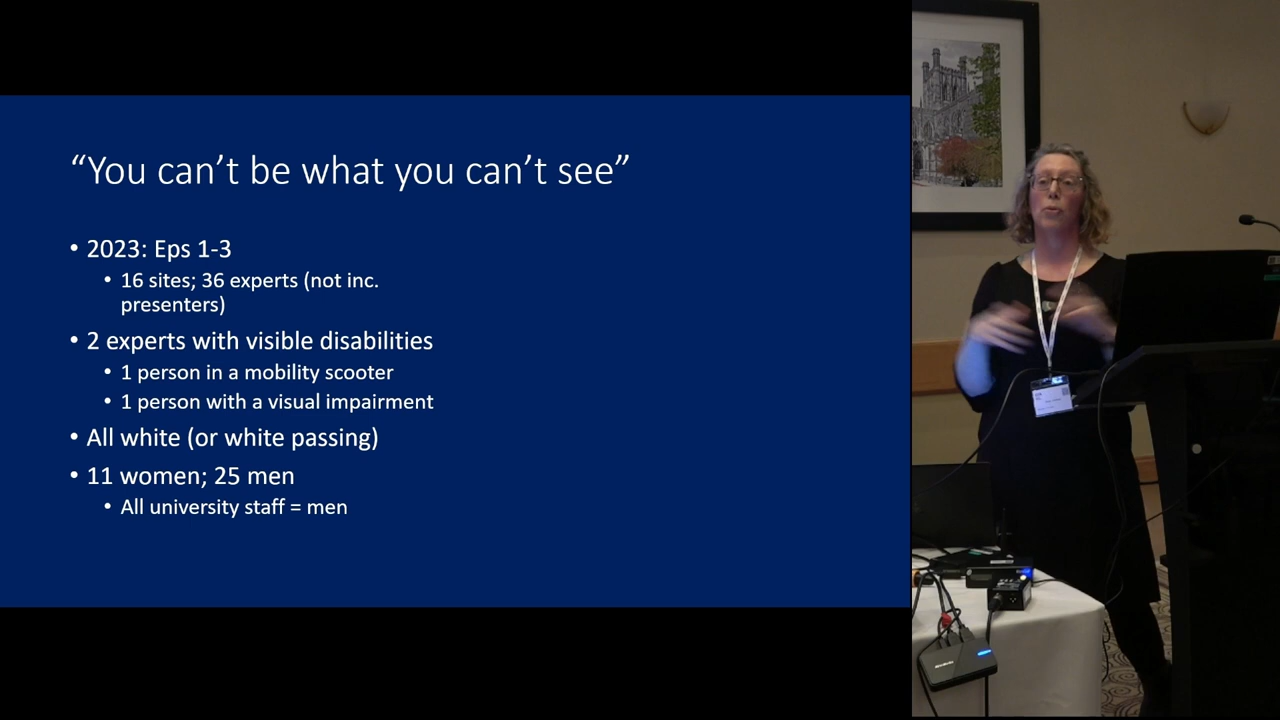 “You can’t be what you can’t see”
• 2023: Eps 1-3
• 16 sites; 36 experts (not inc.
presenters)
• 2 experts with visible disabilities
• 1 person in a mobility scooter
• 1 person with a visual impairment
• All white (or white passing)
• 11 women; 25 men
• All university staff = men